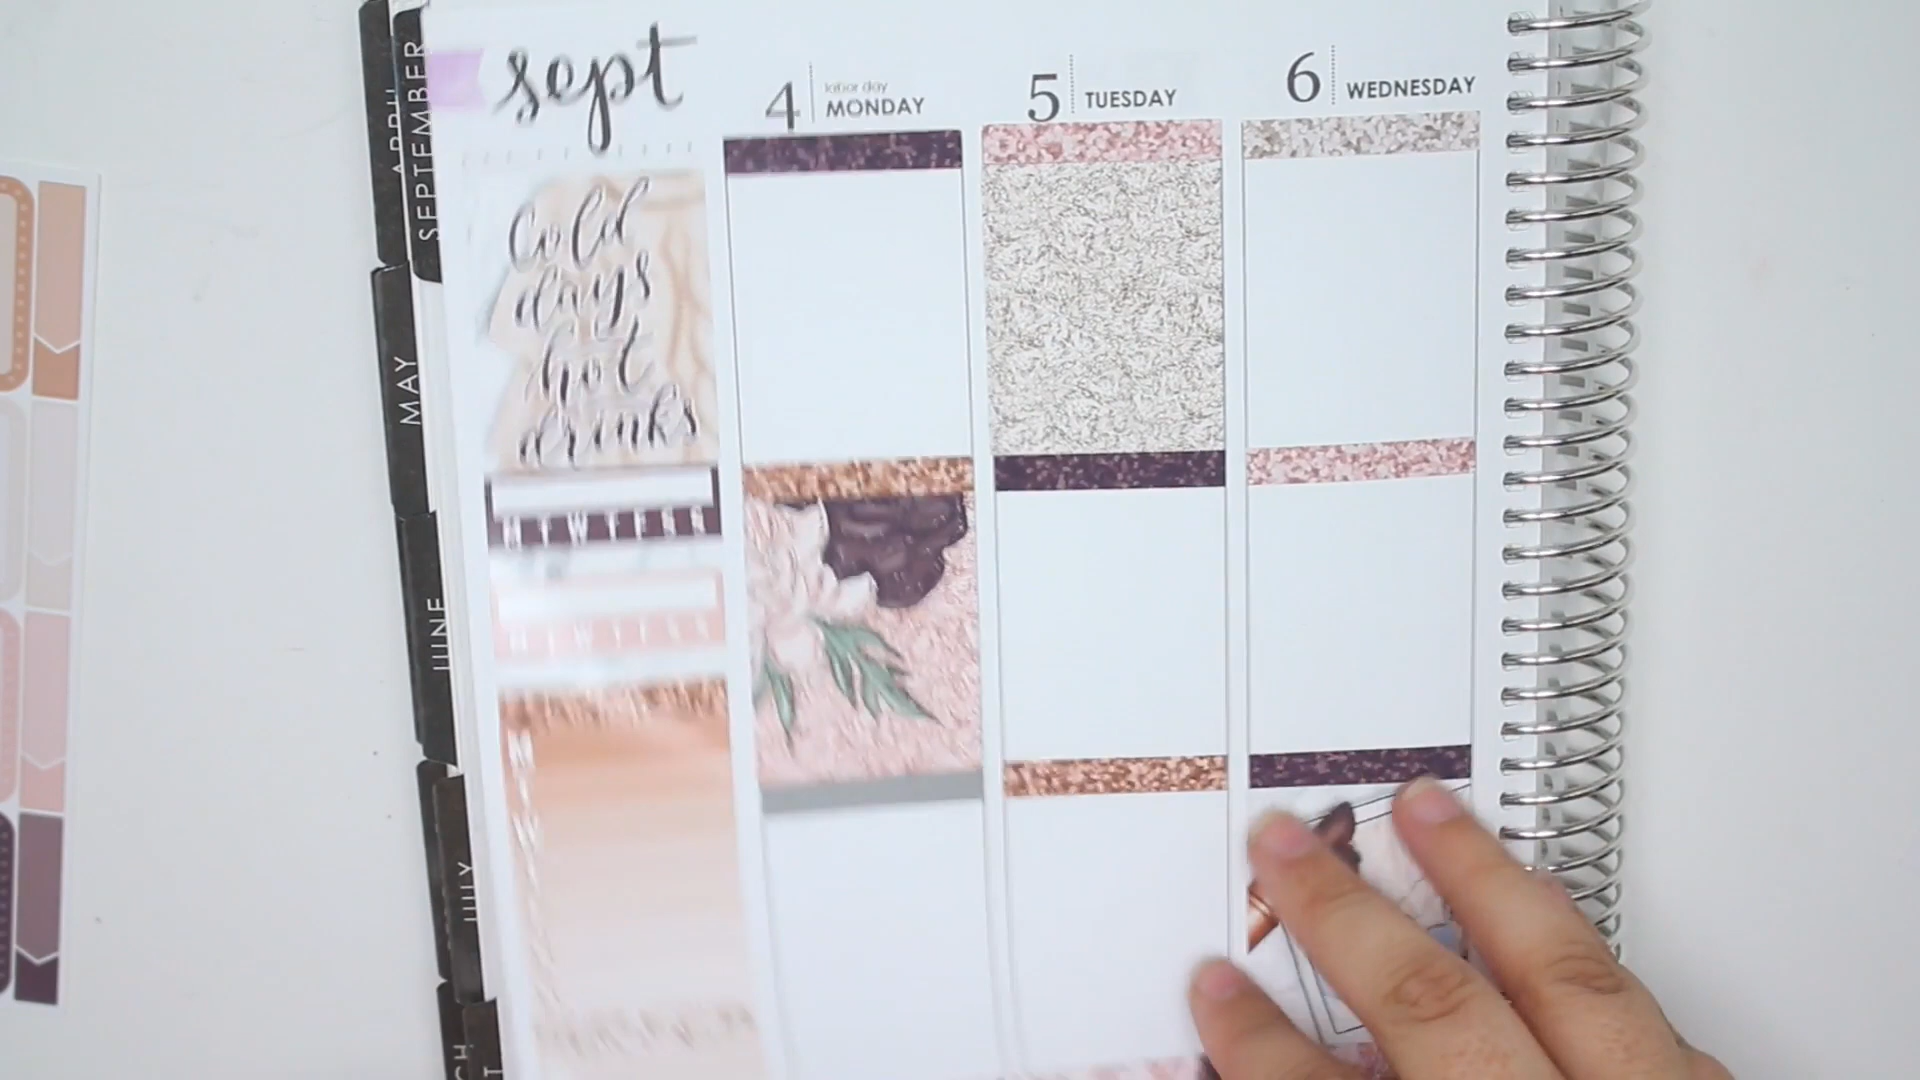 sept
4
labor day
MONDAY
5
TUESDAY
6
WEDNESDAY
Cold
days
hot
drinks
M T W T F S S
M T W T F S S
M
T
W
APRIL
SEPTEMBER
MAY
JUNE
JULY